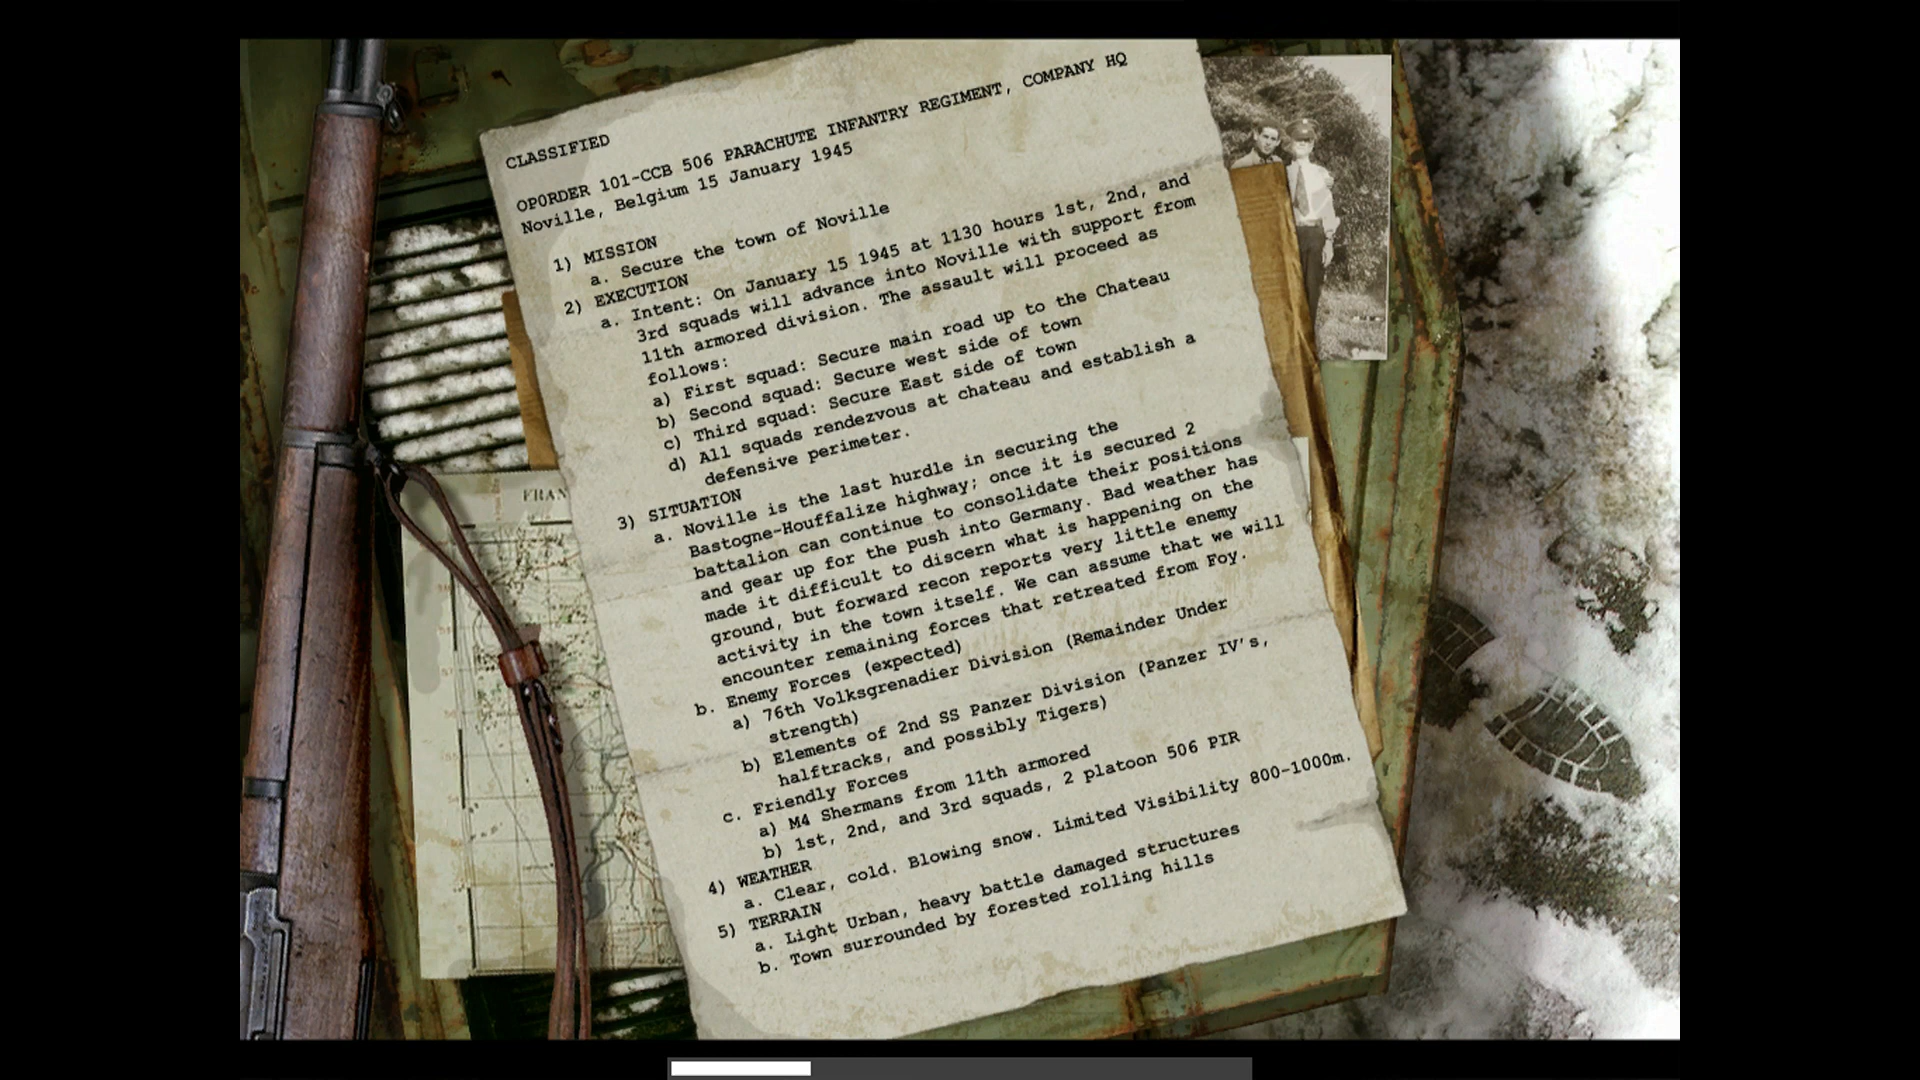 CLASSIFIED
OPORDER 101-CCB 506 PARACHUTE INFANTRY REGIMENT, COMPANY HQ
Noville, Belgium 15 January 1945
1) MISSION
a. Secure the town of Noville
2) EXECUTION
a. Intent: On January 15 1945 at 1130 hours 1st, 2nd, and
3rd squads will advance into Noville with support from
11th armored division. The assault will proceed as
follows:
a) First squad: Secure main road up to the Chateau
b) Second squad: Secure west side of town
c) Third squad: Secure East side of town
d) All squads rendezvous at chateau and establish a
defensive perimeter.
3) SITUATION
a. Noville is the last hurdle in securing the
Bastogne-Houffalize highway; once it is secured 2
battalion can continue to consolidate their positions
and gear up for the push into Germany. Bad weather has
made it difficult to discern what is happening on the
ground, but forward recon reports very little enemy
activity in the town itself. We can assume that we will
encounter remaining forces that retreated from Foy.
b. Enemy Forces (expected)
a) 76th Volksgrenadier Division (Remainder Under
strength)
b) Elements of 2nd SS Panzer Division (Panzer IV's,
halftracks, and possibly Tigers)
c. Friendly Forces
a) M4 Shermans from 11th armored
b) 1st, 2nd, and 3rd squads, 2 platoon 506 PIR
4) WEATHER
a. Clear, cold. Blowing snow. Limited Visibility 800-1000m.
5) TERRAIN
a. Light Urban, heavy battle damaged structures
b. Town surrounded by forested rolling hills
FRAN